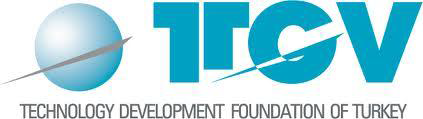 TTGV
TECHNOLOGY DEVELOPMENT FOUNDATION OF TURKEY